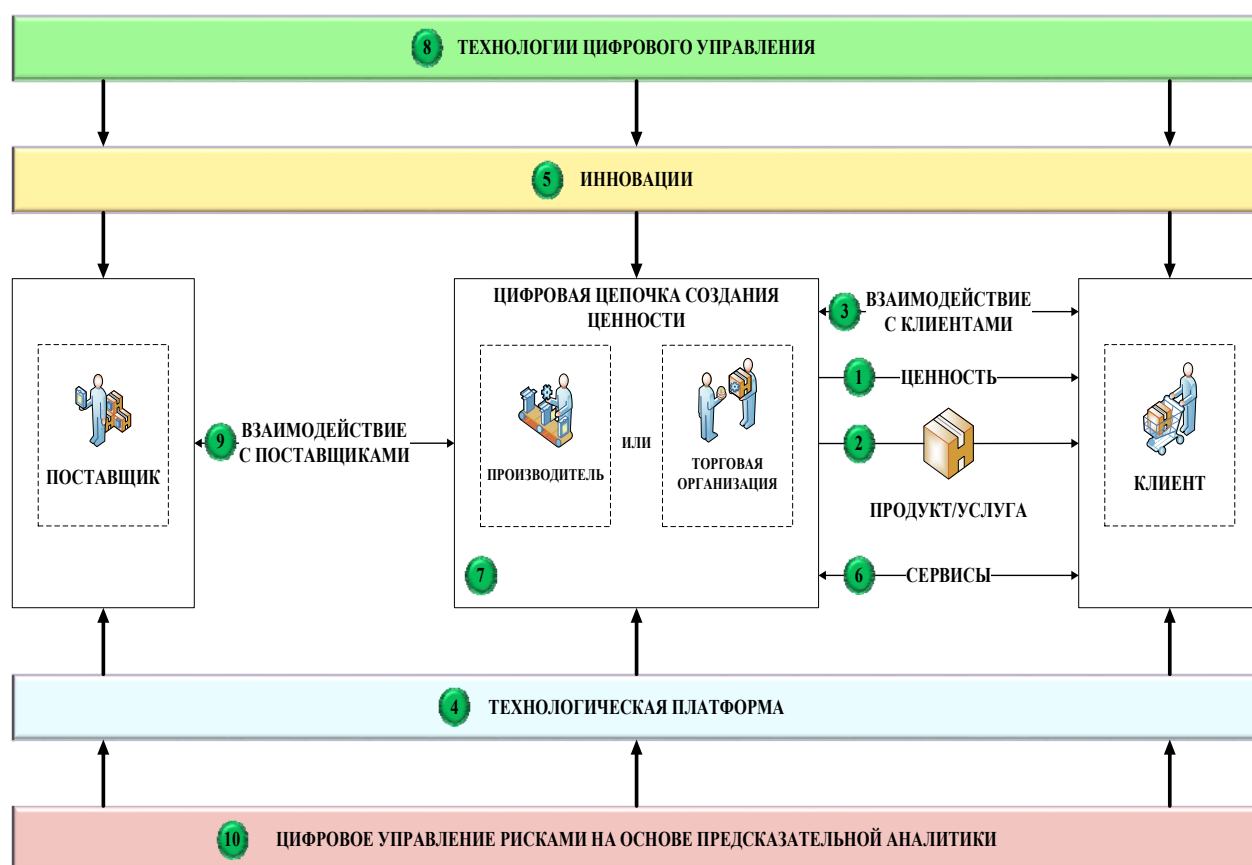 8 ТЕХНОЛОГИИ ЦИФРОВОГО УПРАВЛЕНИЯ
5 ИННОВАЦИИ
ПОСТАВЩИК
9 ВЗАИМОДЕЙСТВИЕ
С ПОСТАВЩИКАМИ
ЦИФРОВАЯ ЦЕПОЧКА СОЗДАНИЯ
ЦЕННОСТИ
ПРОИЗВОДИТЕЛЬ
ИЛИ
ТОРГОВАЯ
ОРГАНИЗАЦИЯ
7
3 ВЗАИМОДЕЙСТВИЕ
С КЛИЕНТАМИ
1 ЦЕННОСТЬ
2
ПРОДУКТ/УСЛУГА
6 СЕРВИСЫ
КЛИЕНТ
4 ТЕХНОЛОГИЧЕСКАЯ ПЛАТФОРМА
10 ЦИФРОВОЕ УПРАВЛЕНИЕ РИСКАМИ НА ОСНОВЕ ПРЕДСКАЗАТЕЛЬНОЙ АНАЛИТИКИ